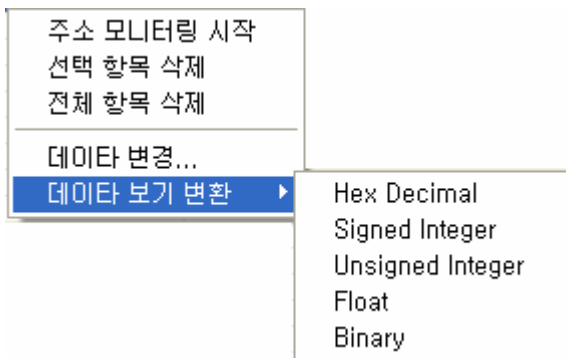 주소 모니터링 시작
선택 항목 삭제
전체 항목 삭제
데이타 변경...
데이타 보기 변환
Hex Decimal
Signed Integer
Unsigned Integer
Float
Binary